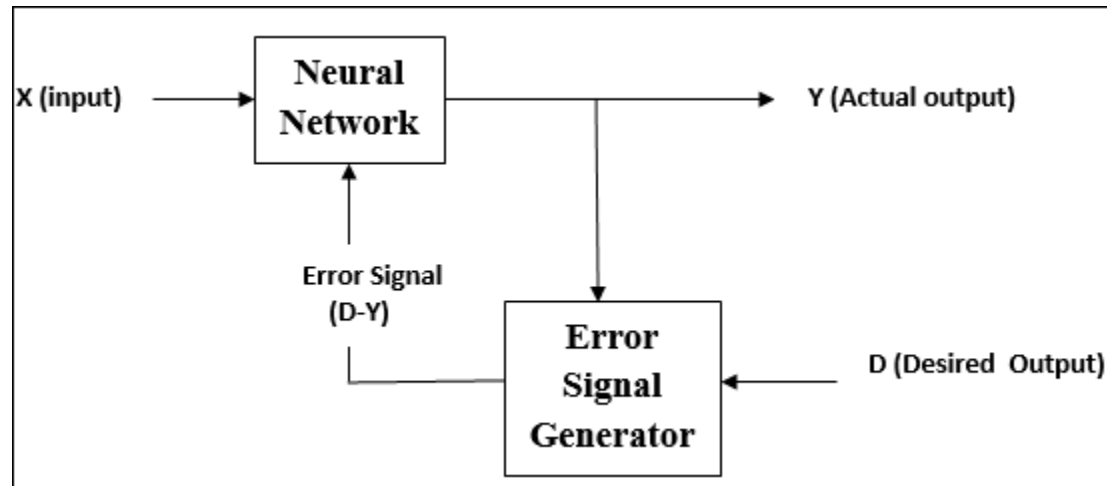 Neural
Network
X (input)
Y (Actual output)
Error Signal
(D-Y)
Error
Signal
Generator
D (Desired Output)